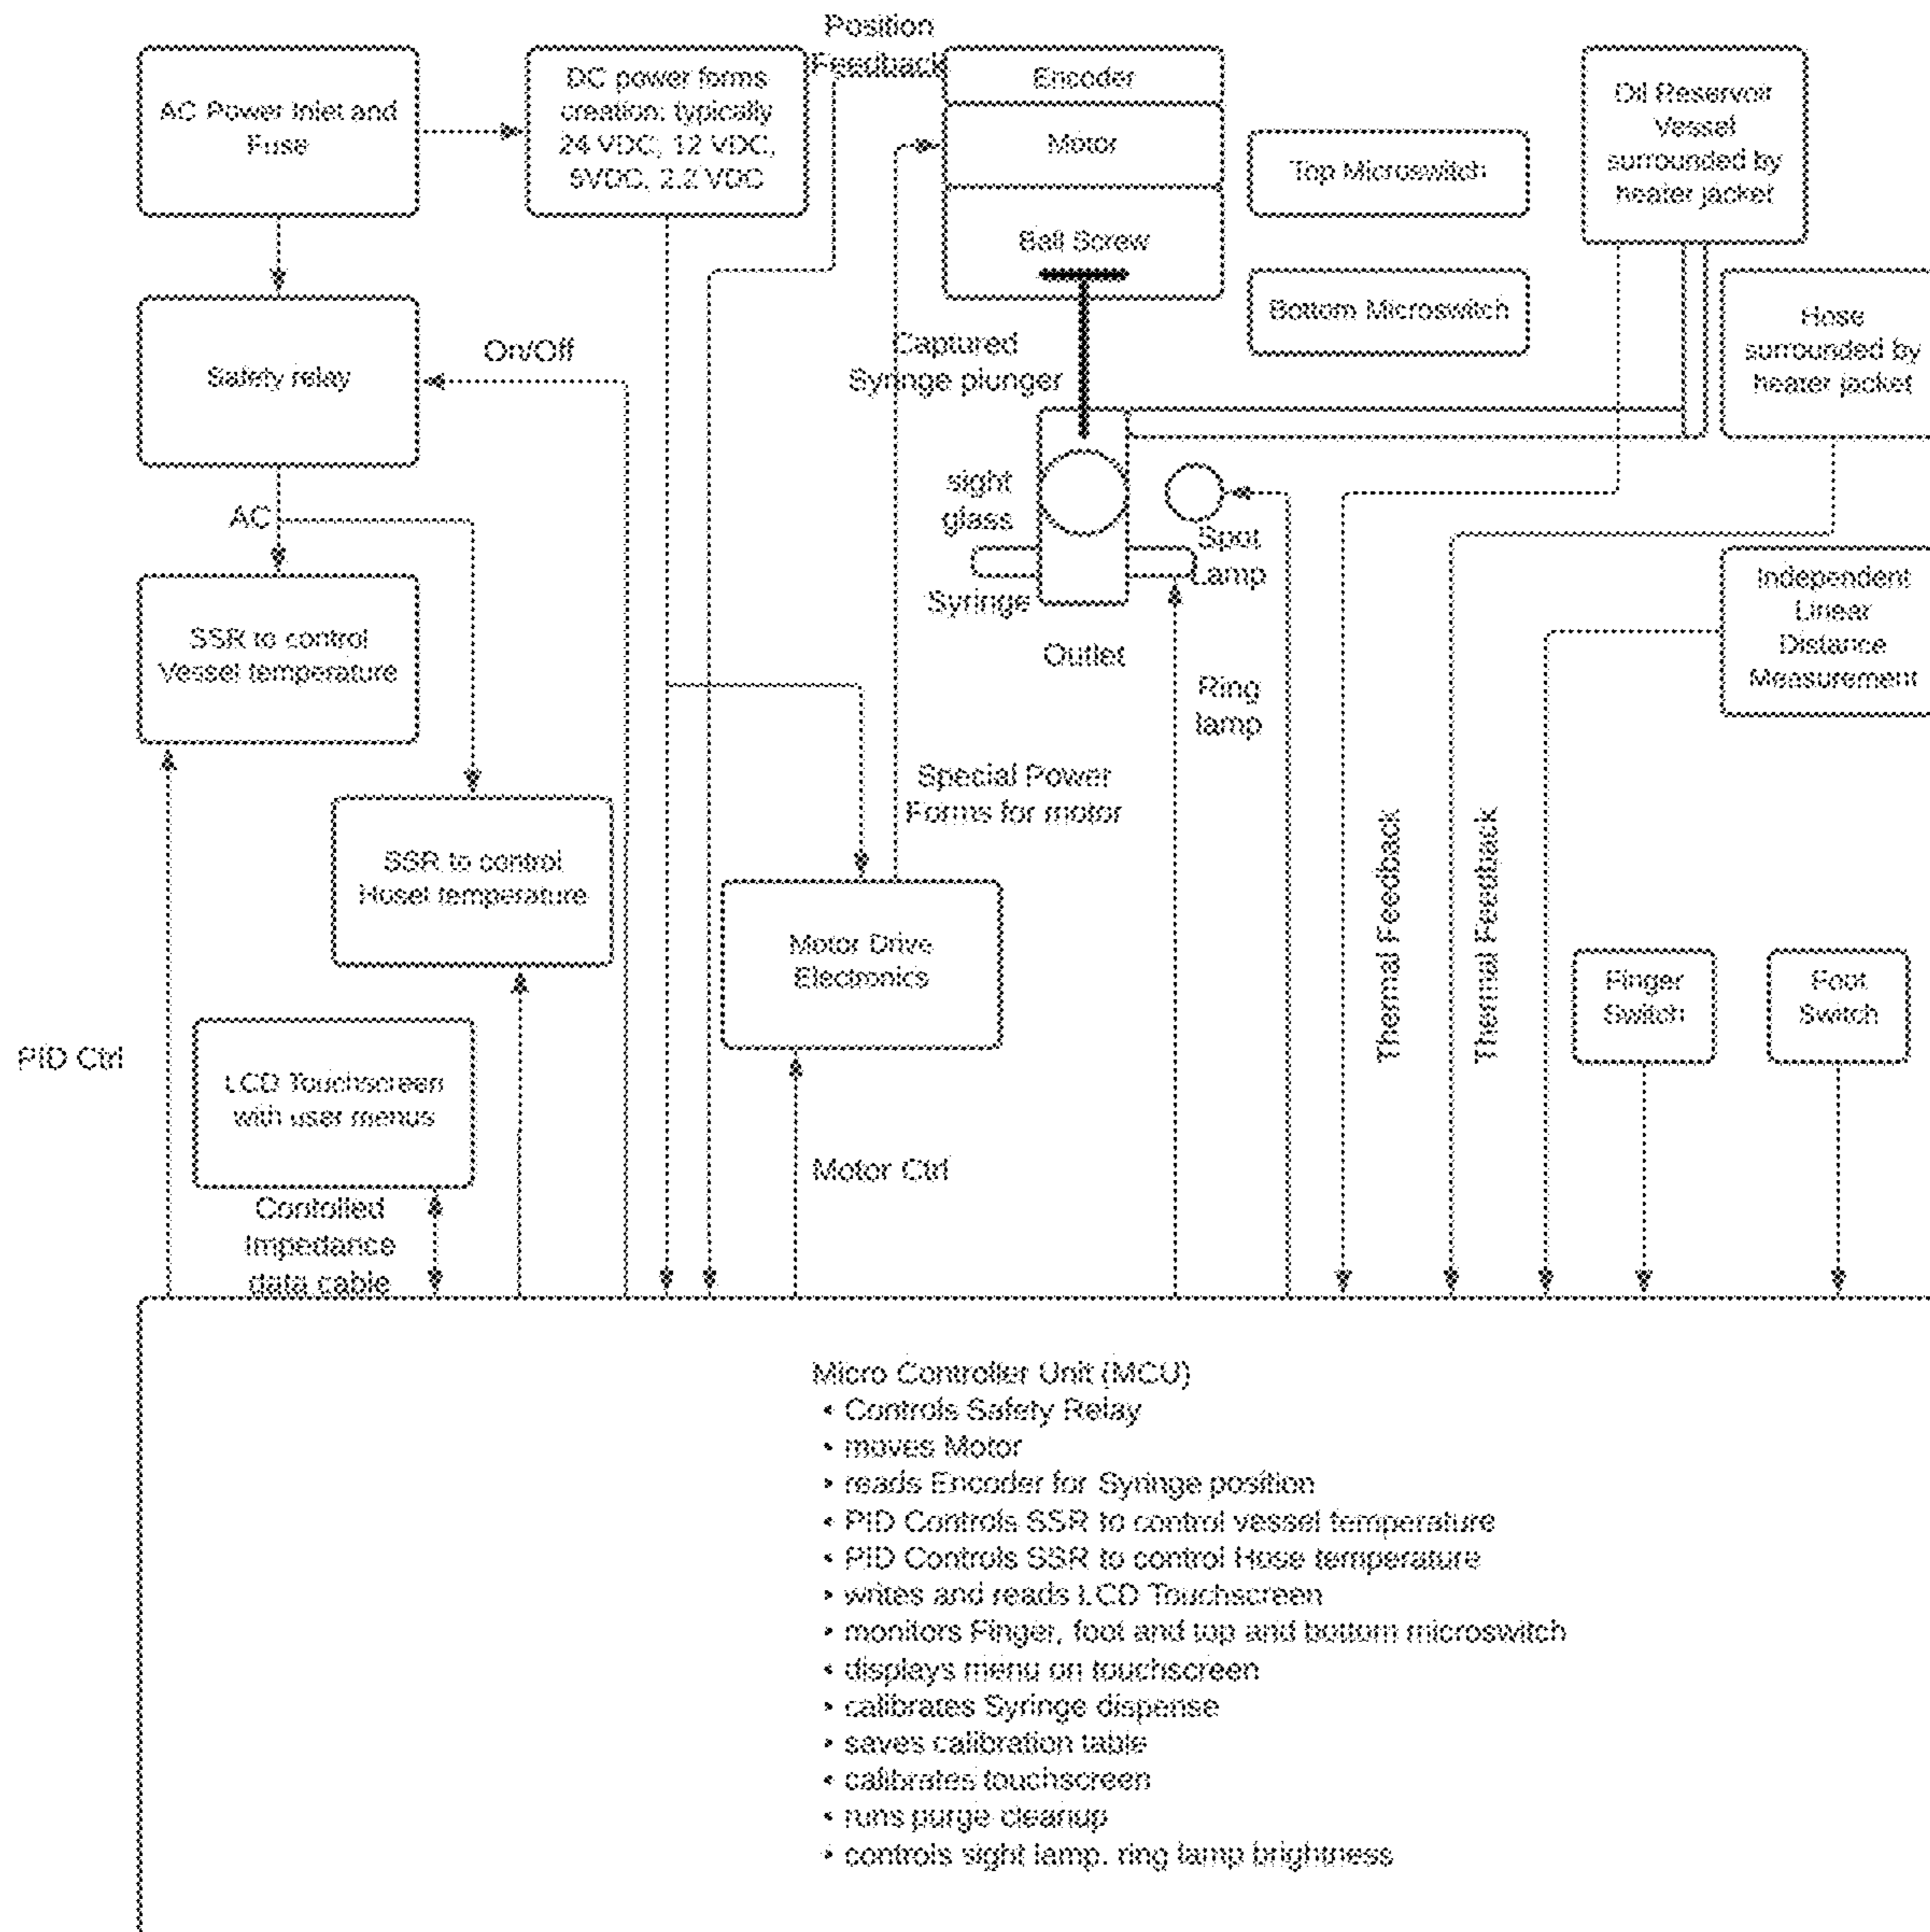 Position
Feedback
AC Power Inlet and
Fuse
DC power forms
creation: typically
24 VDC, 12 VDC,
6VDC, 2.2 VDC
Encoder
Motor
Ball Screw
Top Microswitch
Bottom Microswitch
Oil Reservoir
Vessel
surrounded by
heater jacket
Hose
surrounded by
heater jacket
Safety relay
On/Off
Captured
Syringe plunger
AC
sight
glass
Spot
Lamp
Syringe
Outlet
Independent
Linear
Distance
Measurement
SSR to control
Vessel temperature
Ring
lamp
Special Power
Forms for motor
SSR to control
Hosel temperature
Motor Drive
Electronics
Thermal Feedback
Thermal Feedback
Finger
Switch
Foot
Switch
PID Ctrl
LCD Touchscreen
with user menus
Motor Ctrl
Contolled
Impedance
data cable
Micro Controller Unit (MCU)
• Controls Safety Relay
• moves Motor
• reads Encoder for Syringe position
• PID Controls SSR to control vessel temperature
• PID Controls SSR to control Hose temperature
• writes and reads LCD Touchscreen
• monitors Finger, foot and top and bottom microswitch
• displays menu on touchscreen
• calibrates Syringe dispense
• saves calibration table
• calibrates touchscreen
• runs purge cleanup
• controls sight lamp. ring lamp brightness